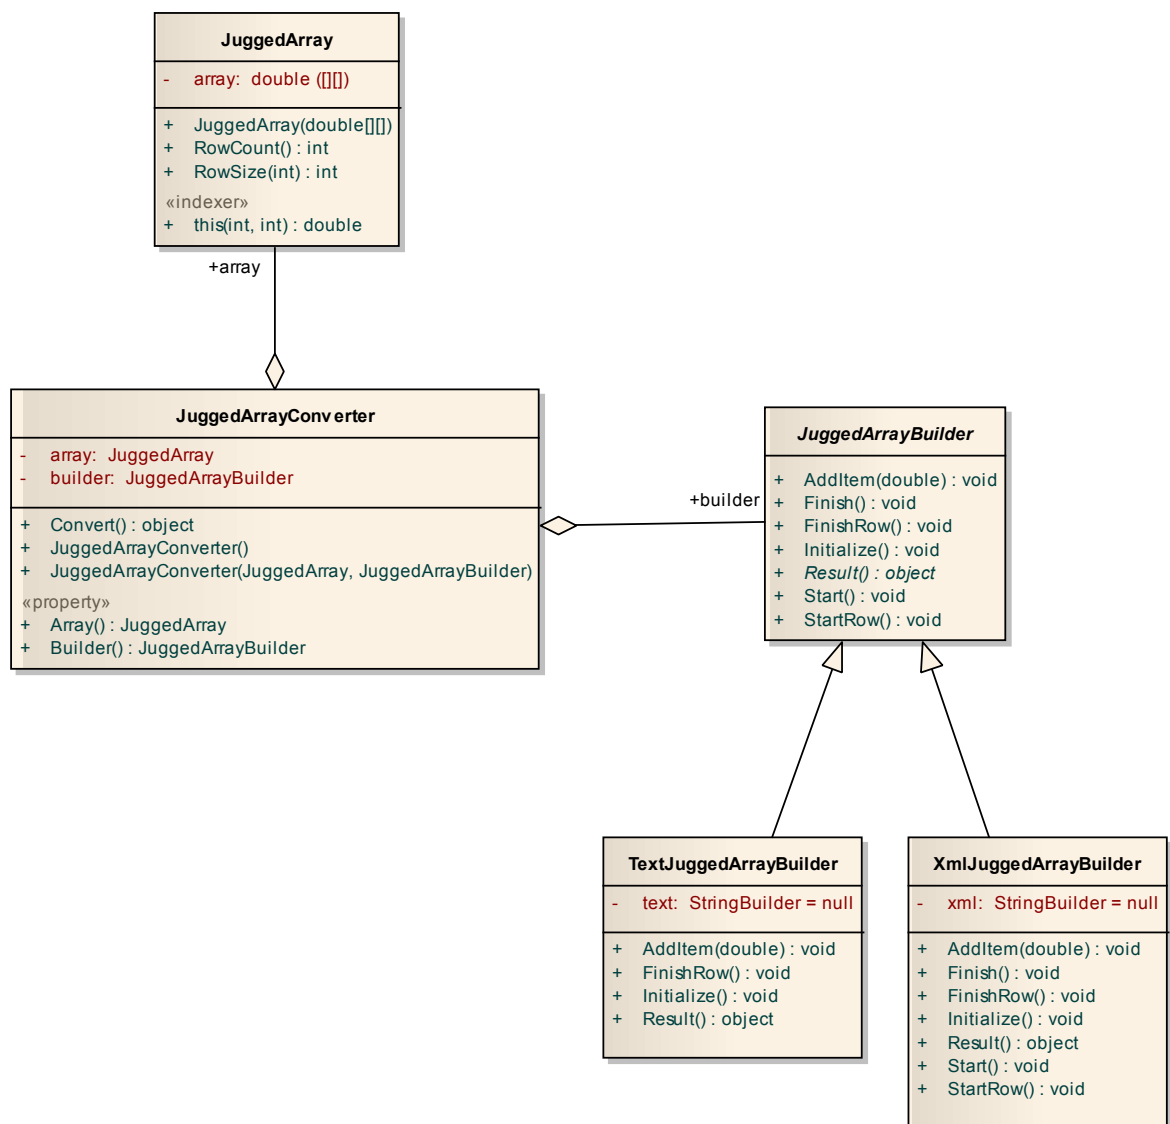 JuggedArray
- array: double ([][])
+ JuggedArray(double[][])
+ RowCount() : int
+ RowSize(int) : int
«indexer»
+ this(int, int) : double
+array
JuggedArrayConverter
- array: JuggedArray
- builder: JuggedArrayBuilder
+ Convert() : object
+ JuggedArrayConverter()
+ JuggedArrayConverter(JuggedArray, JuggedArrayBuilder)
«property»
+ Array() : JuggedArray
+ Builder() : JuggedArrayBuilder
+builder
JuggedArrayBuilder
+ AddItem(double) : void
+ Finish() : void
+ FinishRow() : void
+ Initialize() : void
+ Result() : object
+ Start() : void
+ StartRow() : void
TextJuggedArrayBuilder
- text: StringBuilder = null
+ AddItem(double) : void
+ FinishRow() : void
+ Initialize() : void
+ Result() : object
XmlJuggedArrayBuilder
- xml: StringBuilder = null
+ AddItem(double) : void
+ Finish() : void
+ FinishRow() : void
+ Initialize() : void
+ Result() : object
+ Start() : void
+ StartRow() : void